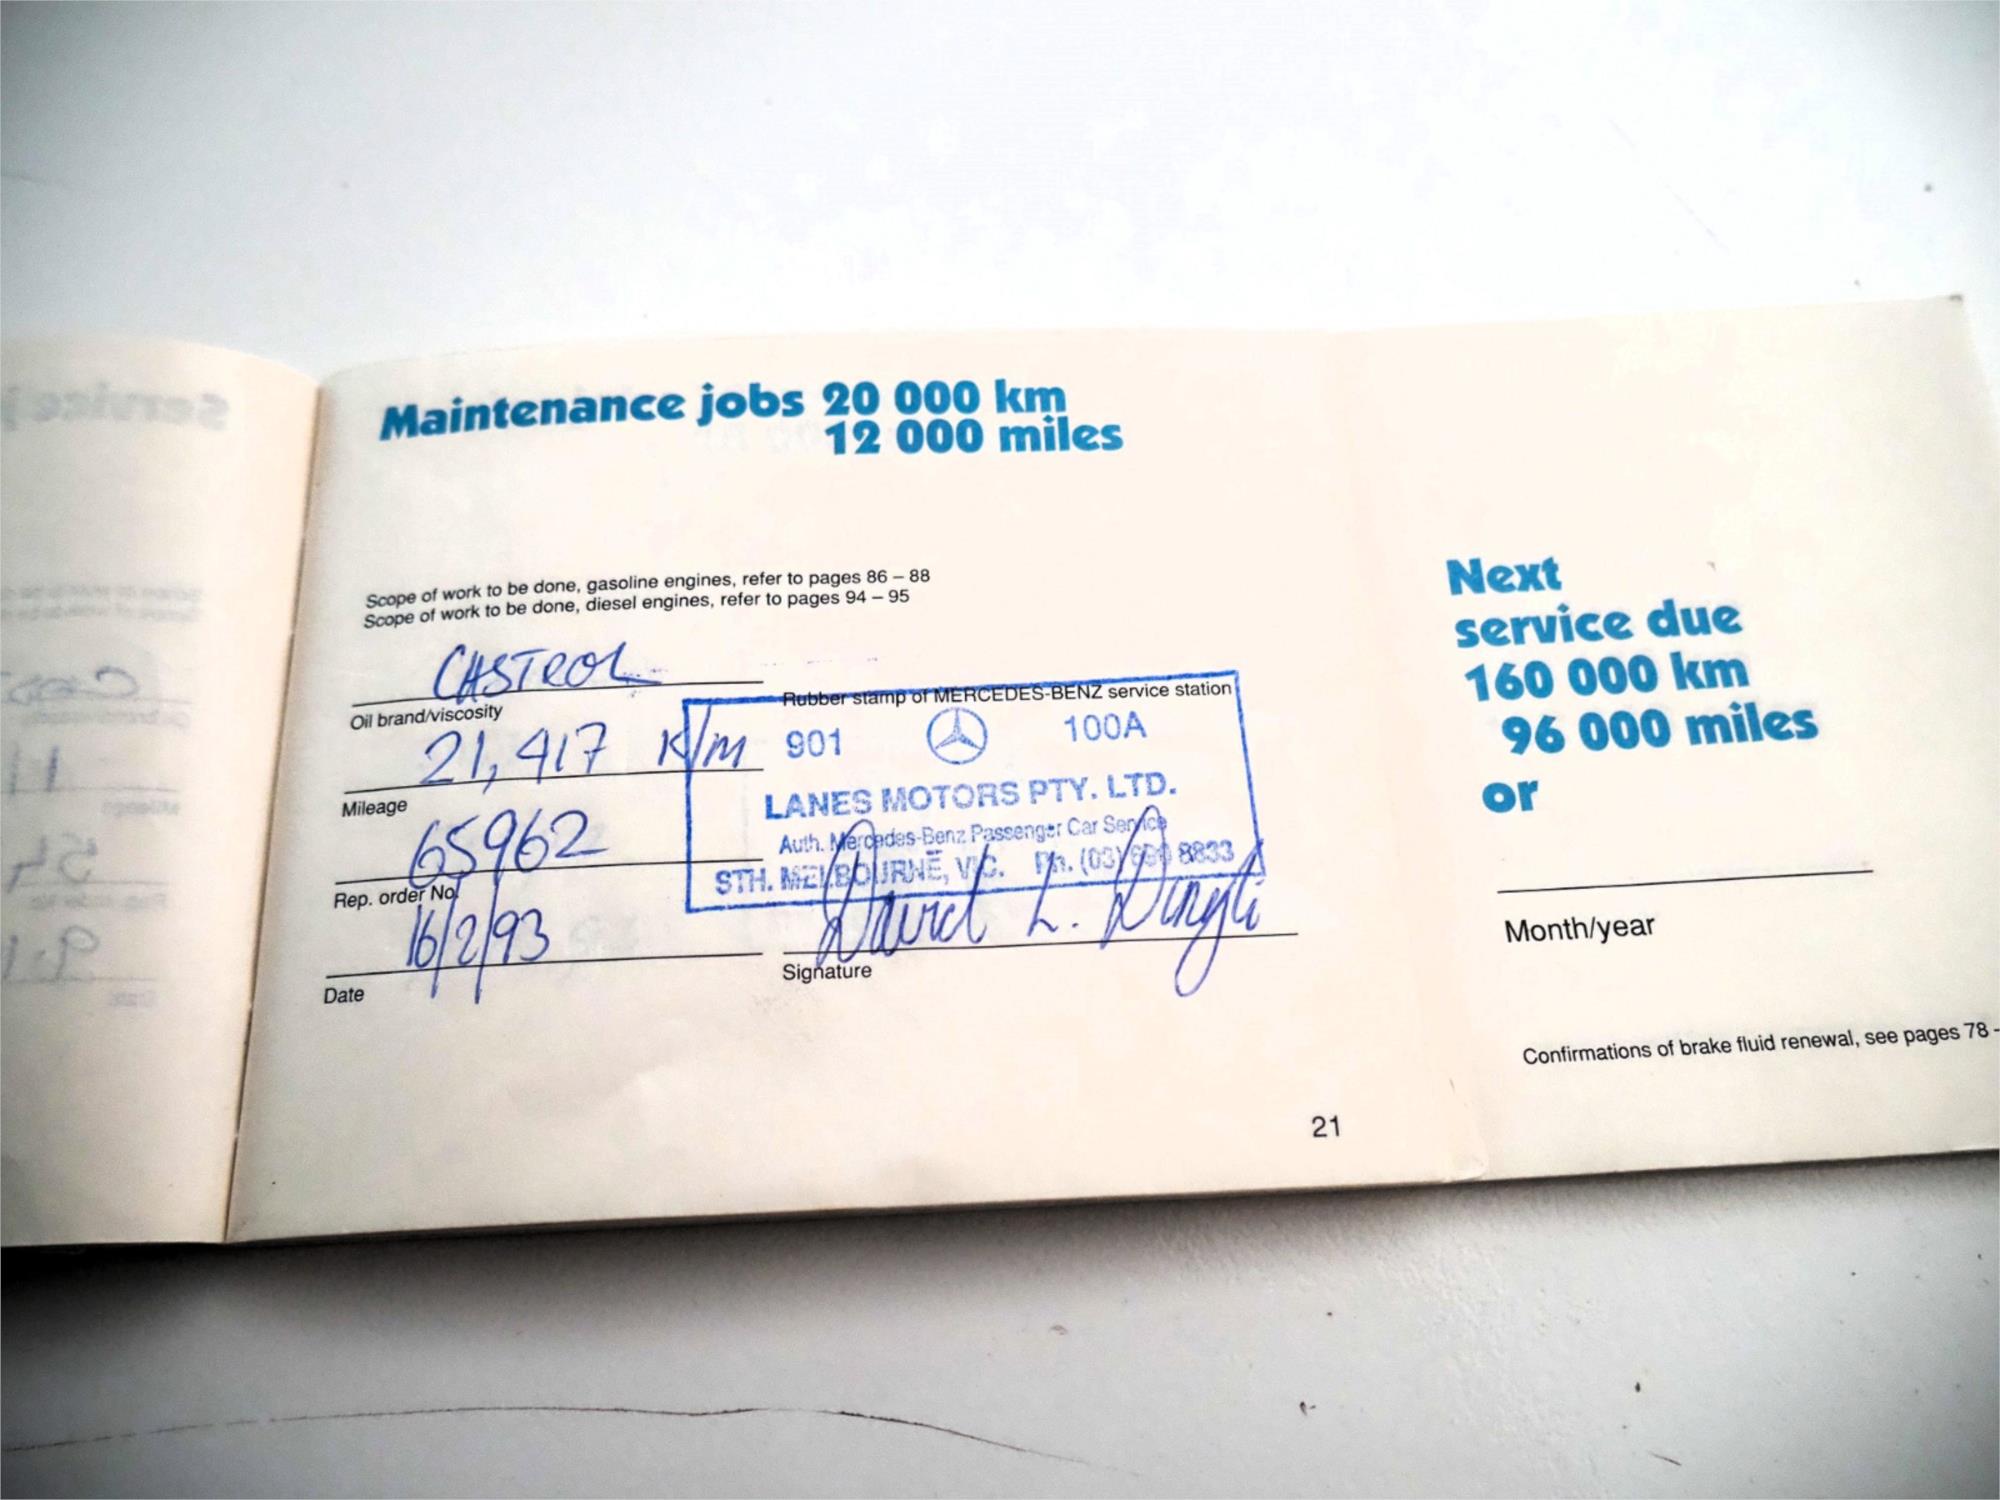 Maintenance jobs 20 000 km
12 000 miles
Scope of work to be done, gasoline engines, refer to pages 86 – 88
Scope of work to be done, diesel engines, refer to pages 94 – 95
CASTROL
Oil brand/viscosity
21,417 K/m
Mileage
65962
Rep. order No.
16/2/93
Date
Rubber stamp of MERCEDES-BENZ service station
901 100A
LANES MOTORS PTY. LTD.
Auth. Mercedes-Benz Passenger Car Service
STH. MELBOURNE, VIC. Ph. (03) 8833
David L.
Signature
21
Next
service due
160 000 km
96 000 miles
or
Month/year
Confirmations of brake fluid renewal, see pages 78 -